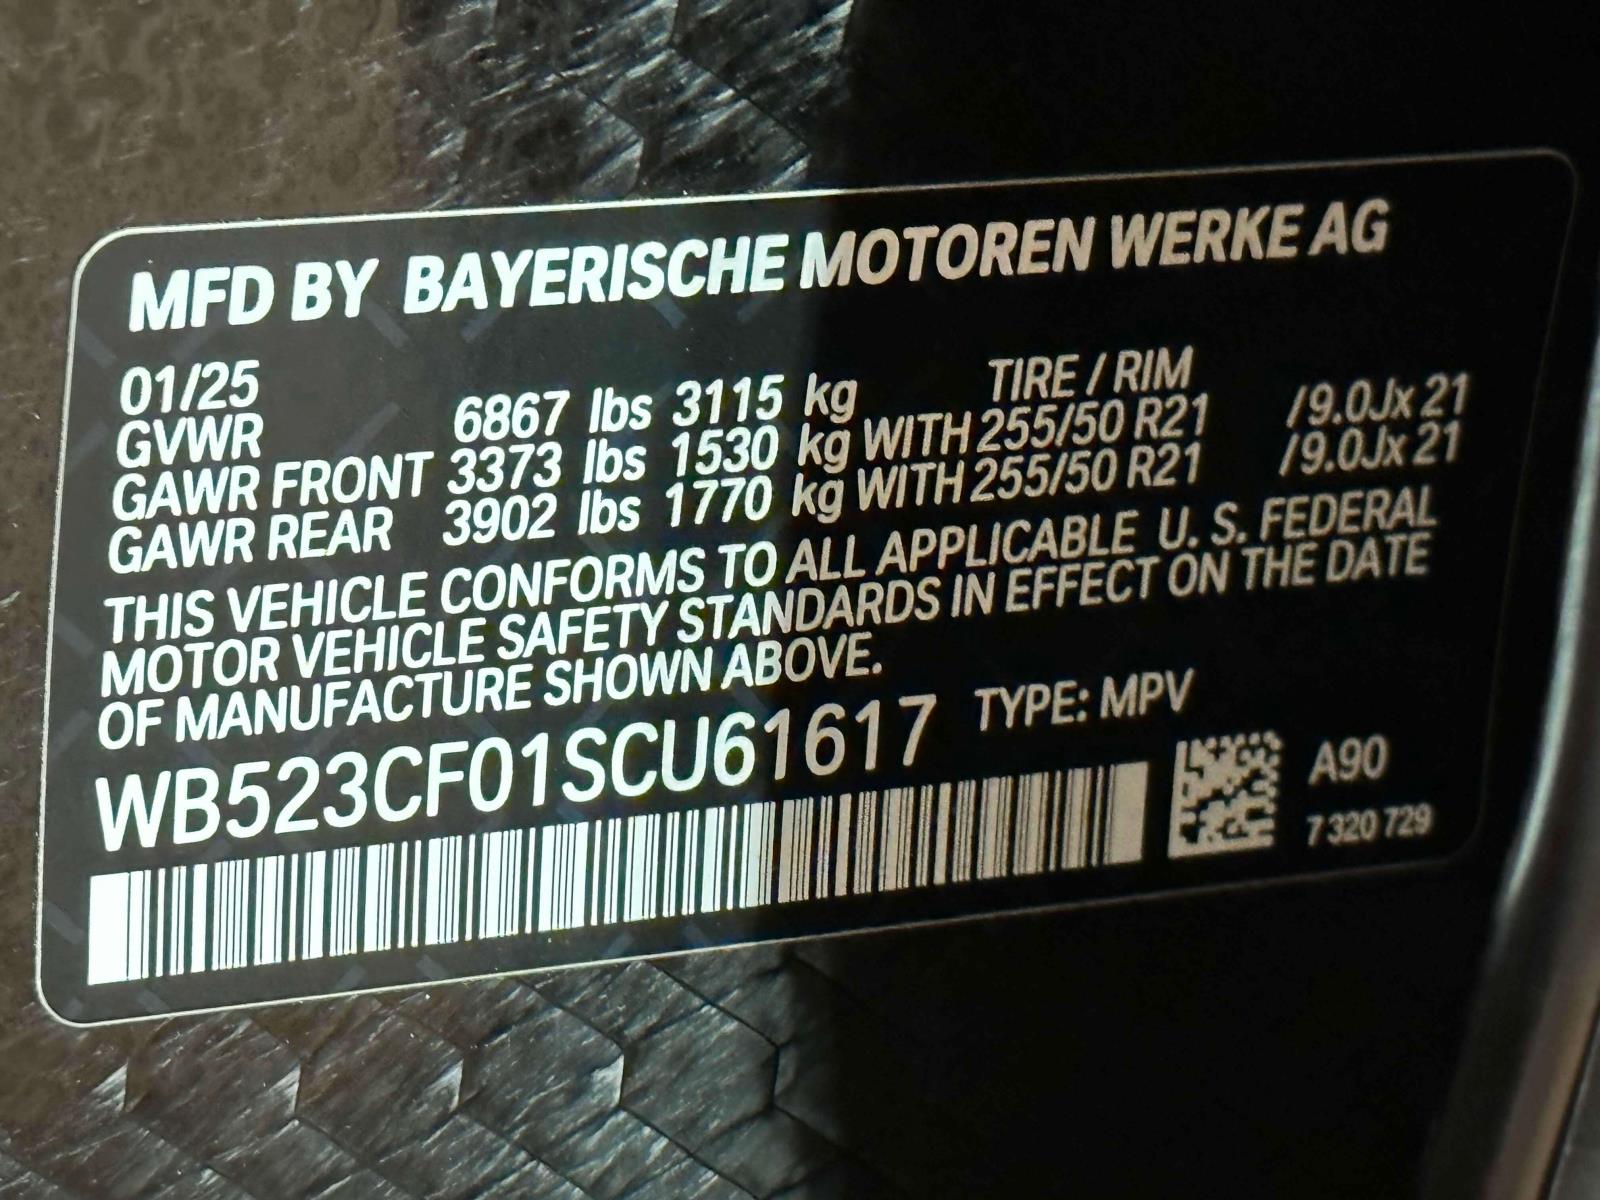 MFD BY BAYERISCHE MOTOREN WERKE AG
01/25 TIRE / RIM
GVWR 6867 lbs 3115 kg
GAWR FRONT 3373 lbs 1530 kg WITH 255/50 R21 /9.0Jx 21
GAWR REAR 3902 lbs 1770 kg WITH 255/50 R21 /9.0Jx 21
THIS VEHICLE CONFORMS TO ALL APPLICABLE U. S. FEDERAL
MOTOR VEHICLE SAFETY STANDARDS IN EFFECT ON THE DATE
OF MANUFACTURE SHOWN ABOVE.
WB523CF01SCU61617 TYPE: MPV
A90
7 320 729